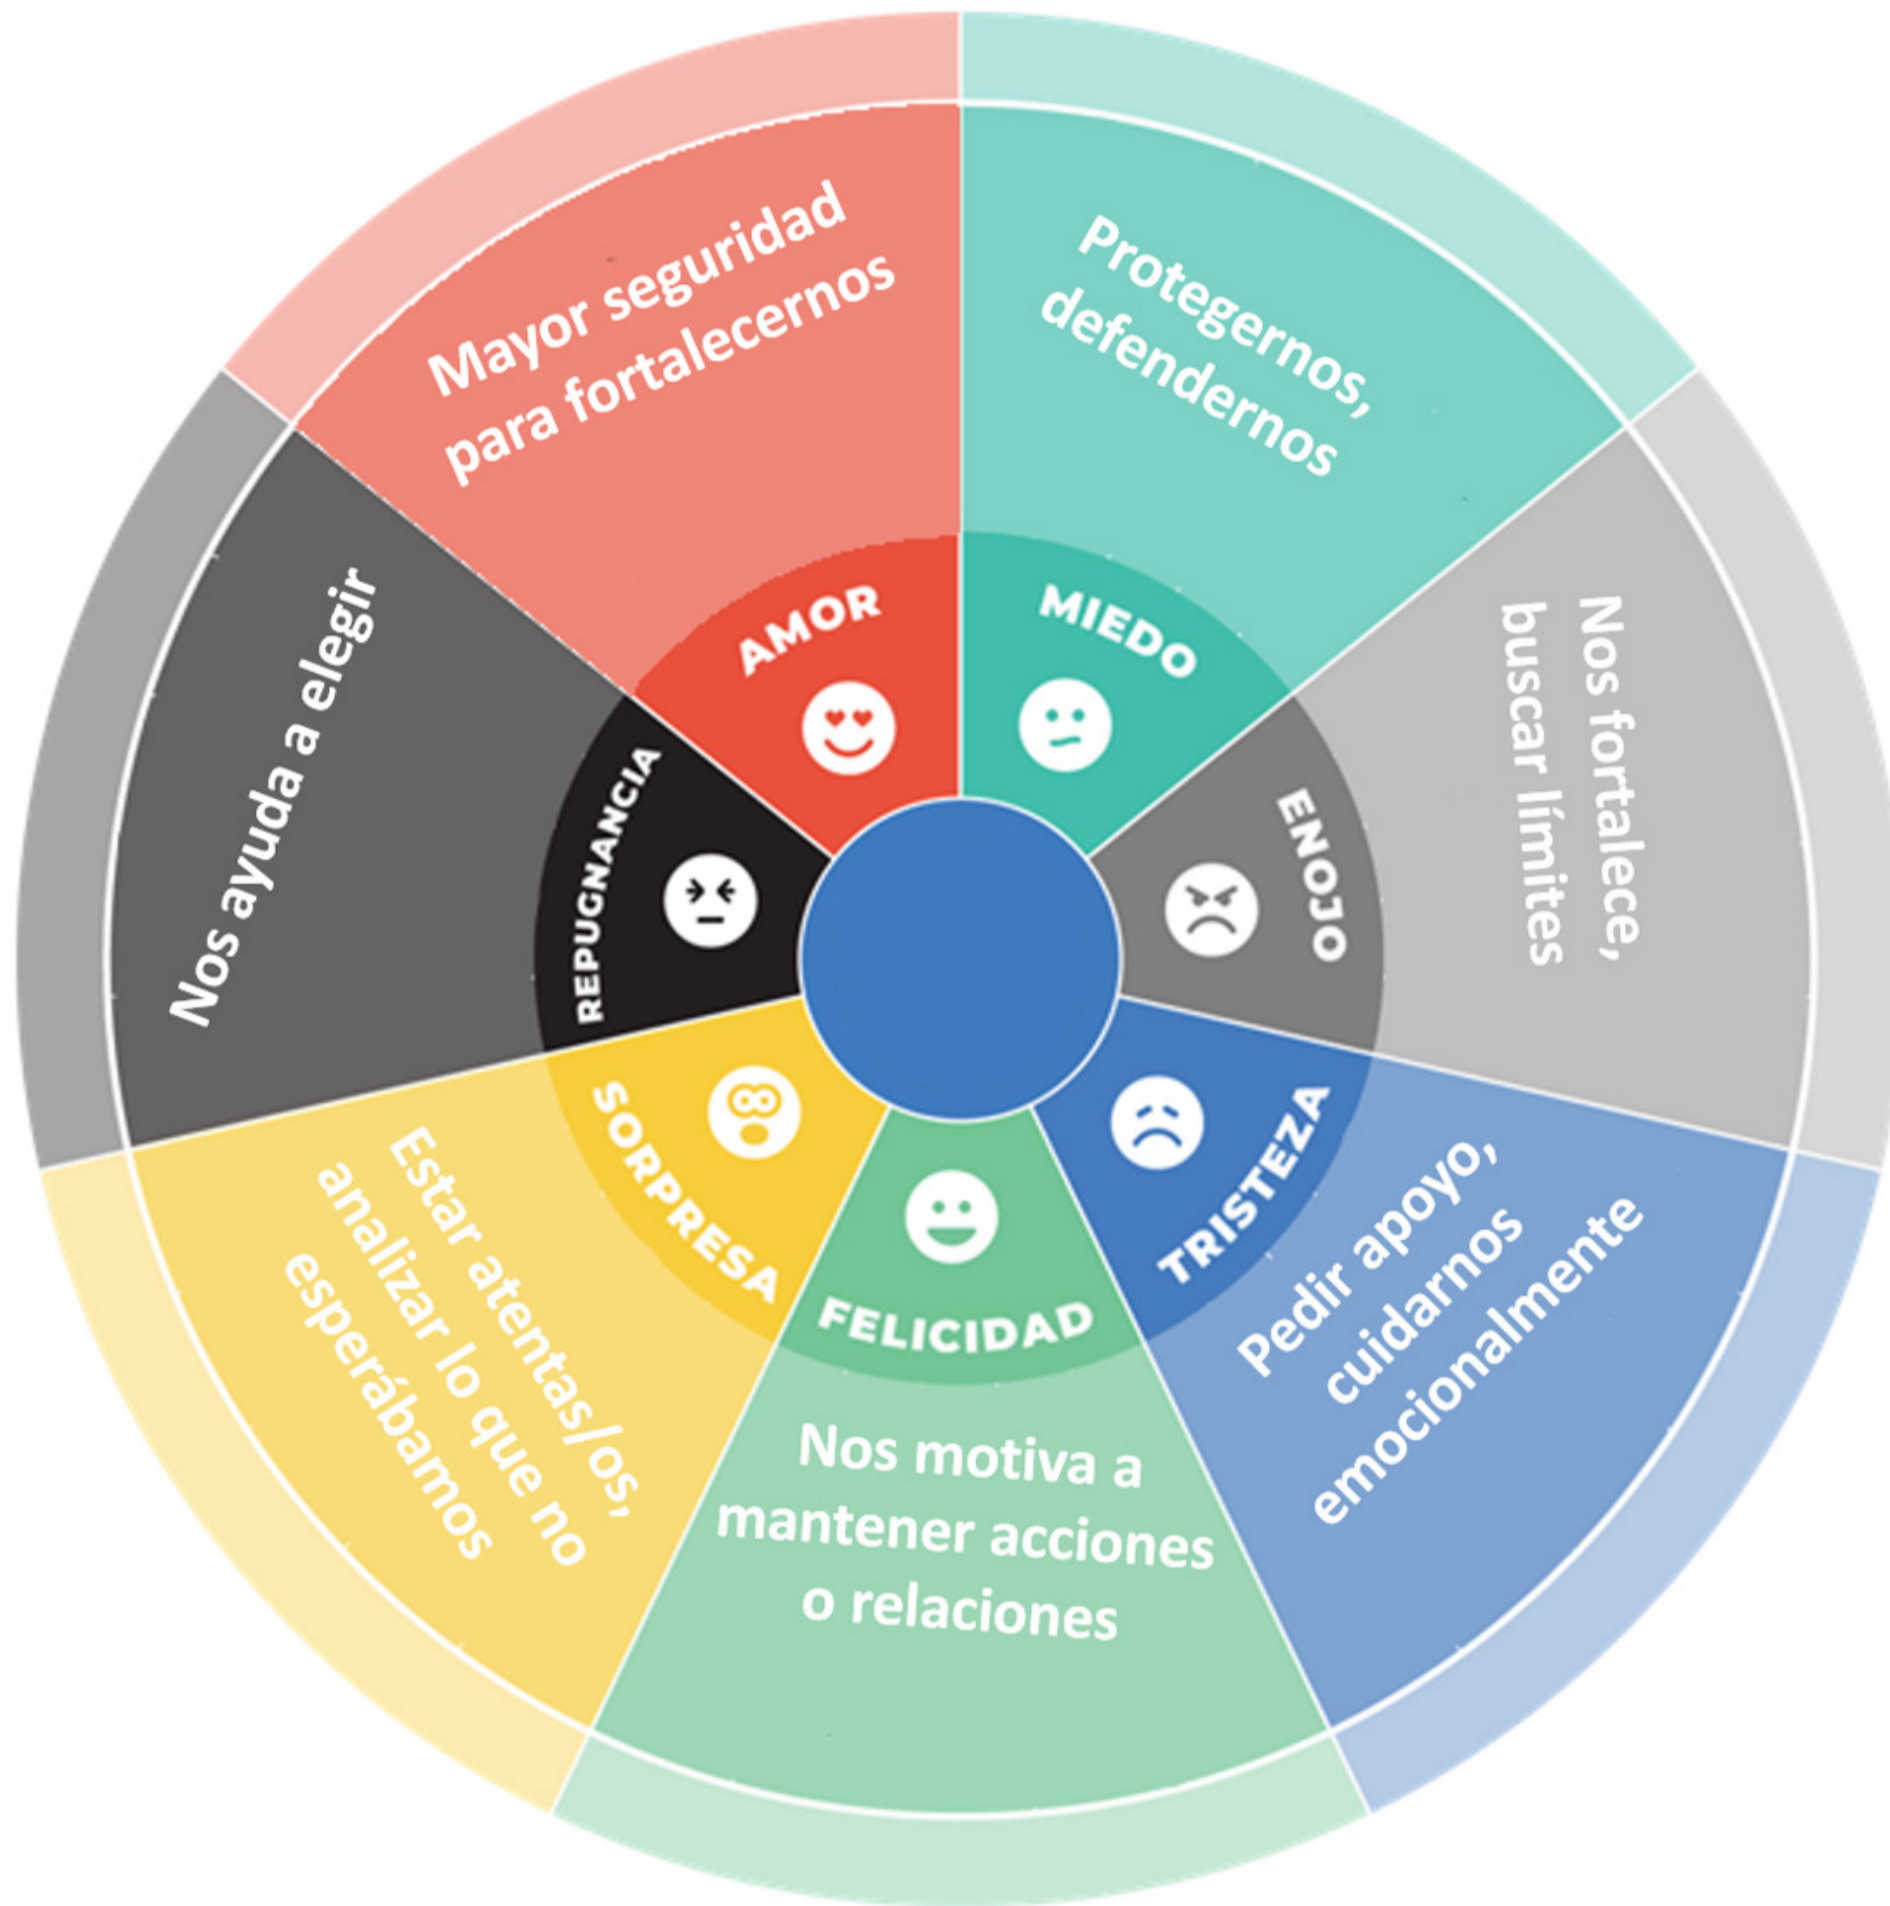 Mayor seguridad
para fortalecernos
AMOR
Protegernos,
defendernos
MIEDO
Nos fortalece,
buscar límites
ENOJO
Pedir apoyo,
cuidarnos
emocionalmente
TRISTEZA
FELICIDAD
Nos motiva a
mantener acciones
o relaciones
SORPRESA
Estar atentas/os,
analizar lo que no
esperábamos
REPUGNANCIA
Nos ayuda a elegir